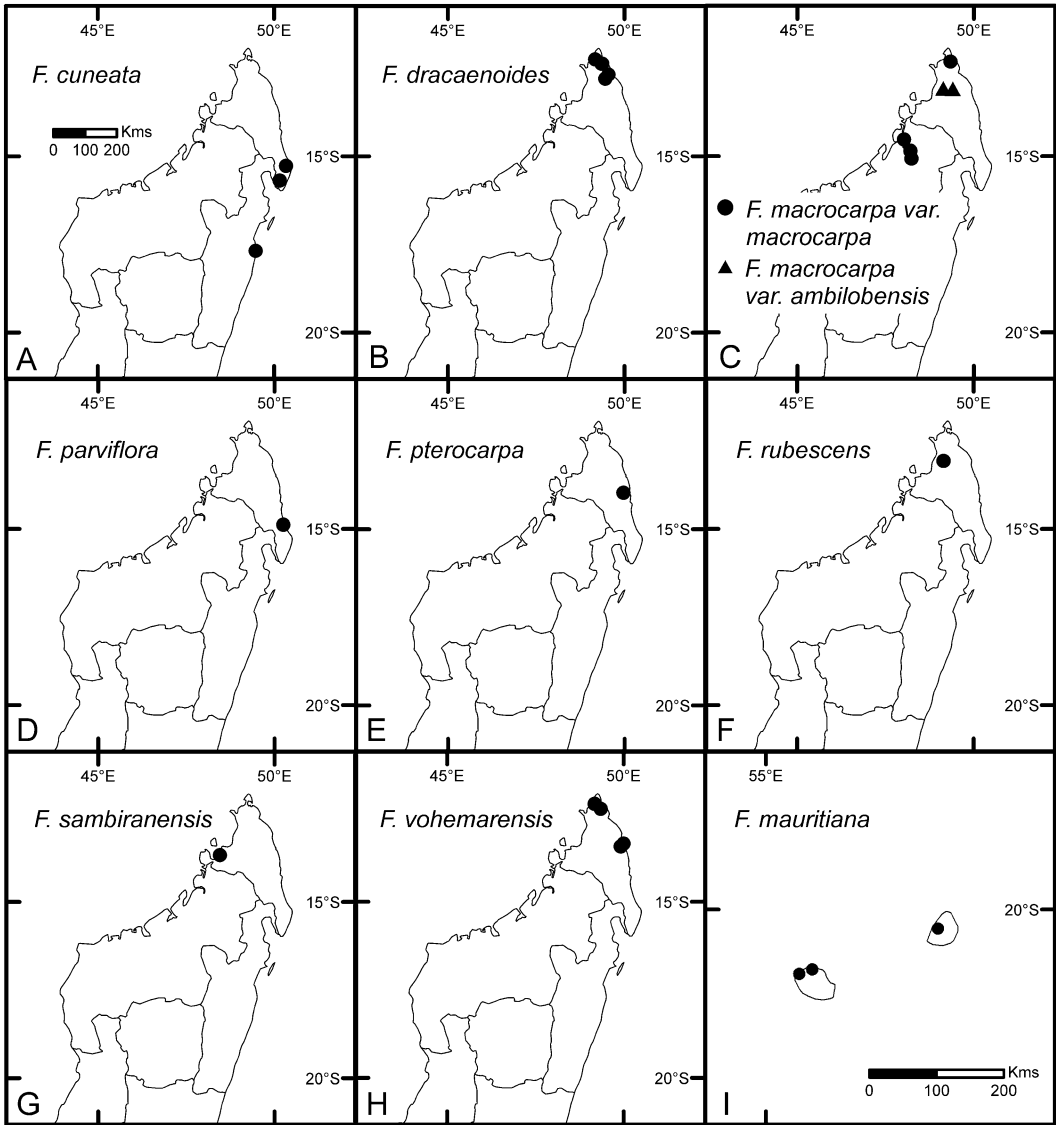 45°E 50°E
F. cuneata
Kms
0 100 200
15°S
20°S
A
45°E 50°E
F. dracaenoides
15°S
20°S
B
45°E 50°E
15°S
F. macrocarpa var.
macrocarpa
F. macrocarpa
var. ambilobensis
20°S
C
45°E 50°E
F. parviflora
15°S
20°S
D
45°E 50°E
F. pterocarpa
15°S
20°S
E
45°E 50°E
F. rubescens
15°S
20°S
F
45°E 50°E
F. sambiranensis
15°S
20°S
G
45°E 50°E
F. vohemarensis
15°S
20°S
H
55°E
F. mauritiana
20°S
Kms
0 100 200
I